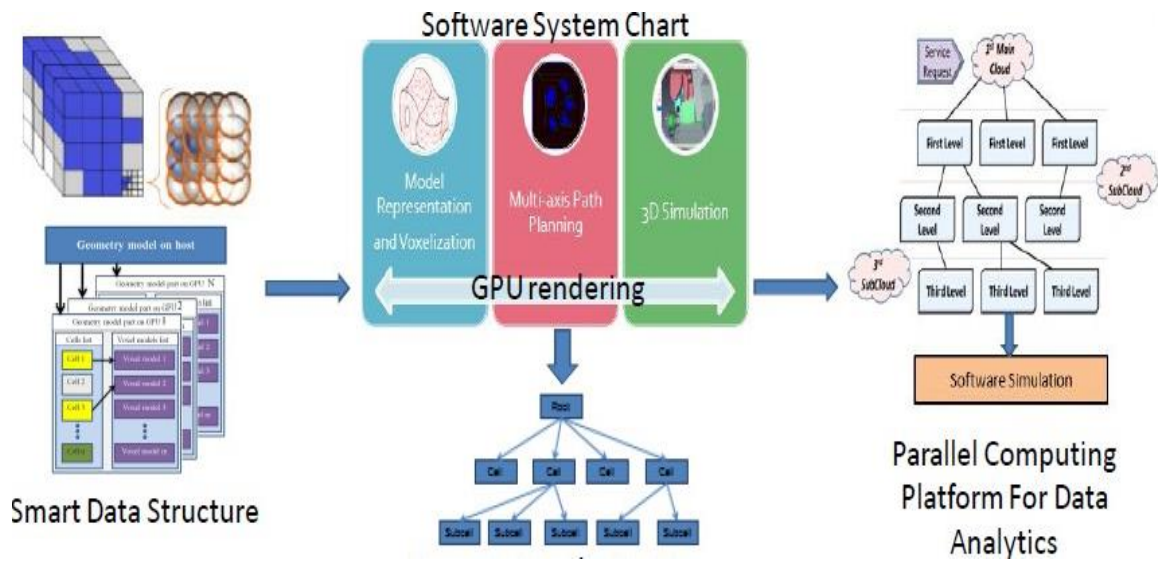 Software System Chart
Geometry model on host
Geometry model part on GPU N
Geometry model part on GPU 2
Geometry model part on GPU 1
Cells list
Voxel models list
Cell 1
Voxel model 1
Cell 2
Voxel model 2
Cell 3
Voxel model 3
Voxel model m
Smart Data Structure
Model
Representation
and Voxelization
Multi-axis Path
Planning
3D Simulation
GPU rendering
Root
Cell
Cell
Cell
Cell
Subcell
Subcell
Subcell
Subcell
Subcell
Service
Request
1st Main
Cloud
First Level
First Level
First Level
2nd
SubCloud
Second
Level
Second
Level
Second
Level
3rd
SubCloud
Third Level
Third Level
Third Level
Software Simulation
Parallel Computing
Platform For Data
Analytics